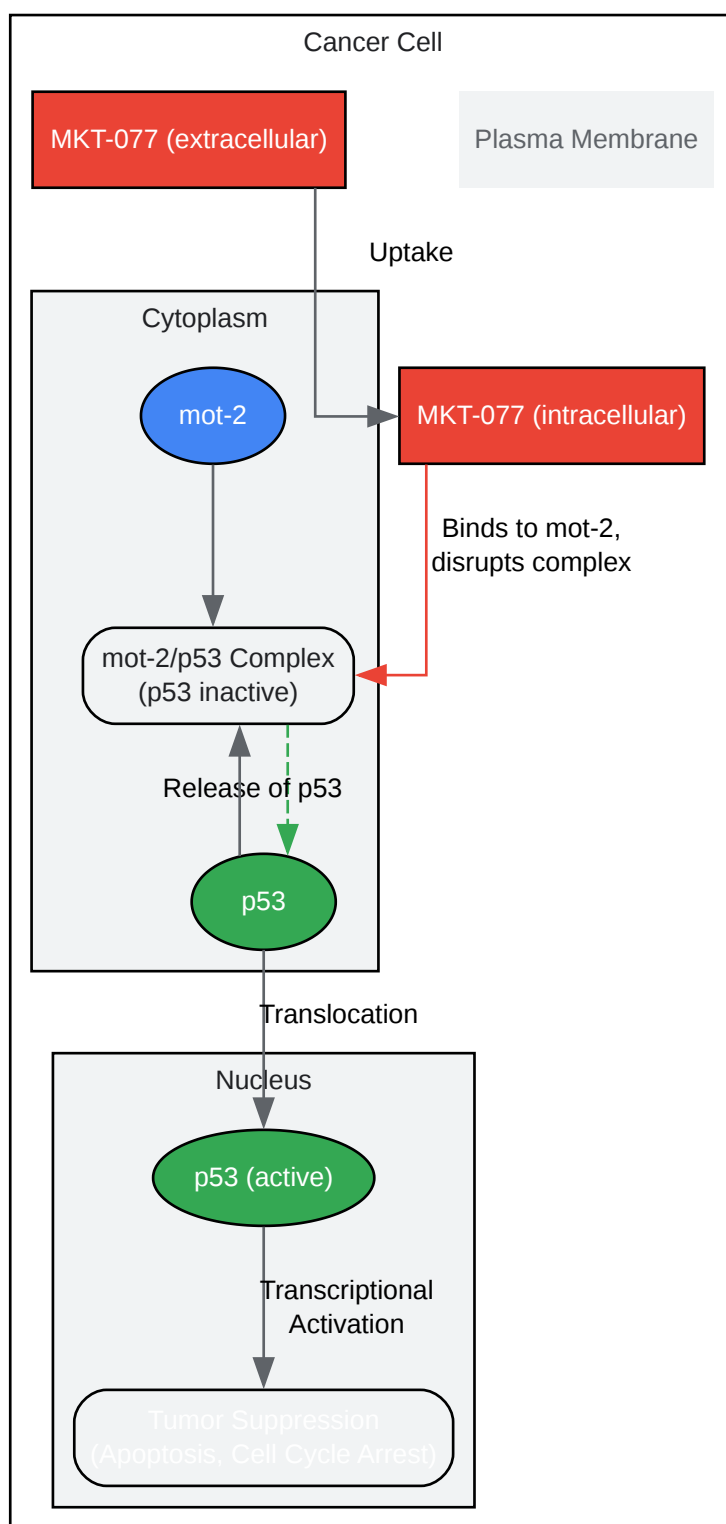 Cancer Cell
MKT-077 (extracellular)
Plasma Membrane
Uptake
Cytoplasm
mot-2
MKT-077 (intracellular)
Binds to mot-2,
disrupts complex
mot-2/p53 Complex
(p53 inactive)
Release of p53
p53
Translocation
Nucleus
p53 (active)
Transcriptional
Activation
Tumor Suppression
(Apoptosis, Cell Cycle Arrest)